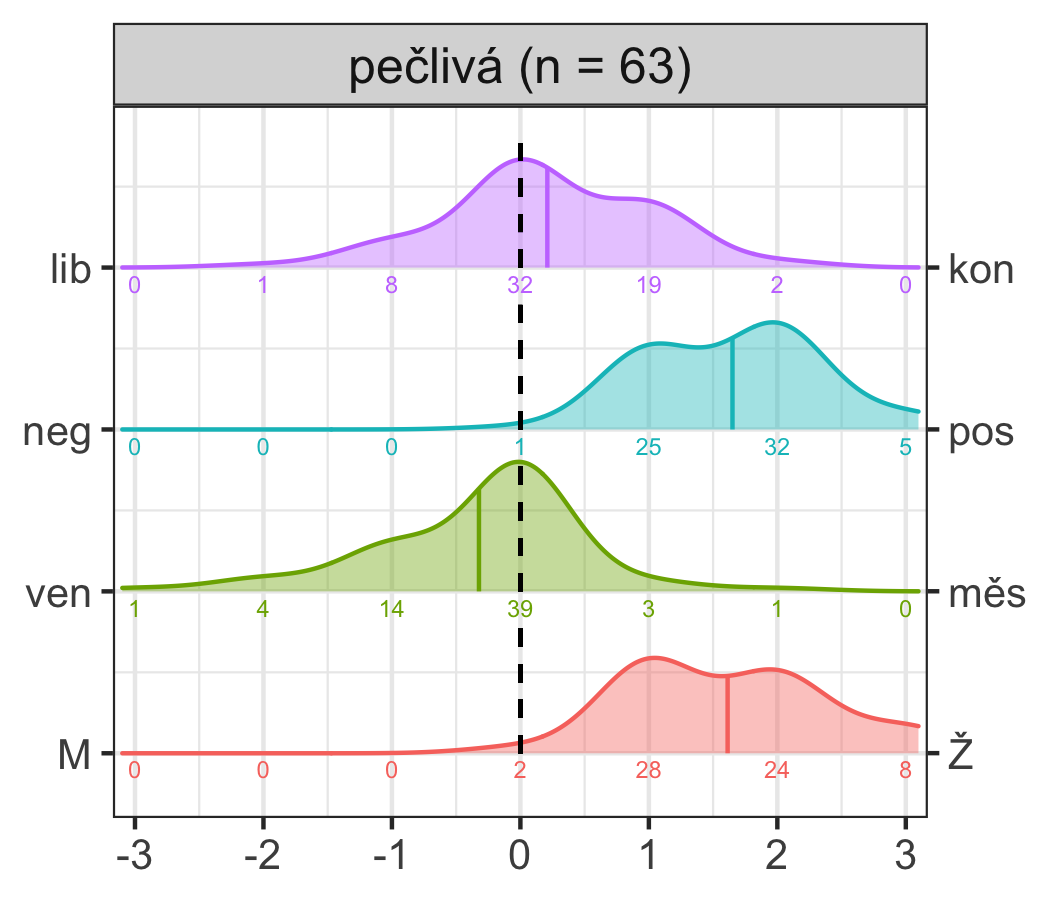 pečlivá (n = 63)
lib kon
0 1 8 32 19 2 0
neg pos
0 0 0 1 25 32 5
ven měs
1 4 14 39 3 1 0
M Ž
0 0 0 2 28 24 8
-3 -2 -1 0 1 2 3